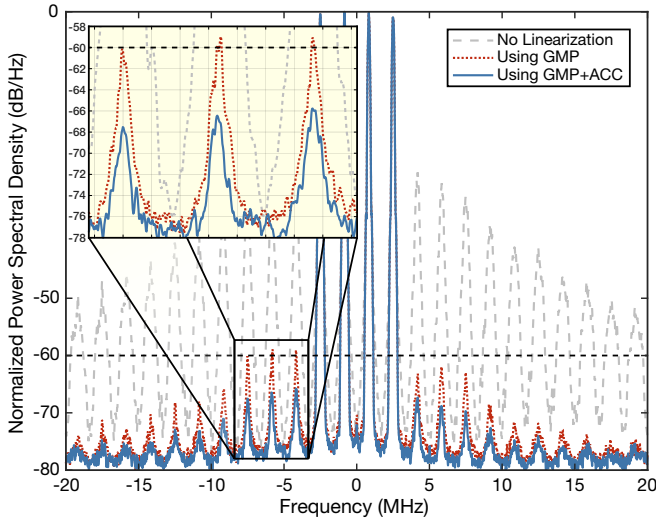 0
-58
-60
-62
-64
-66
-68
-70
-72
-74
-76
-78
No Linearization
Using GMP
Using GMP+ACC
Normalized Power Spectral Density (dB/Hz)
-50
-60
-70
-80
-20 -15 -10 -5 0 5 10 15 20
Frequency (MHz)